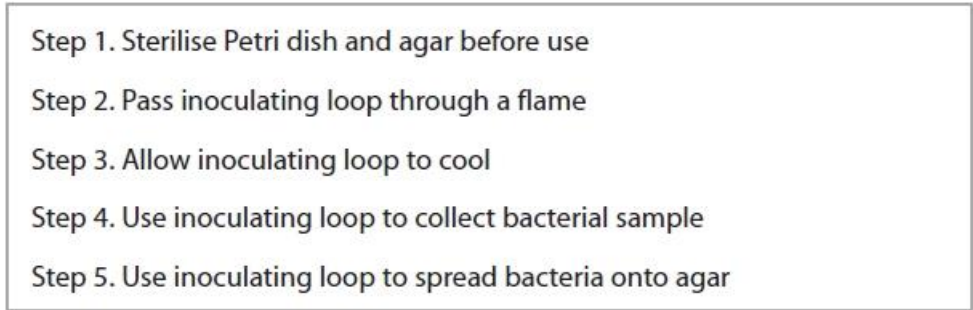 Step 1. Sterilise Petri dish and agar before use
Step 2. Pass inoculating loop through a flame
Step 3. Allow inoculating loop to cool
Step 4. Use inoculating loop to collect bacterial sample
Step 5. Use inoculating loop to spread bacteria onto agar